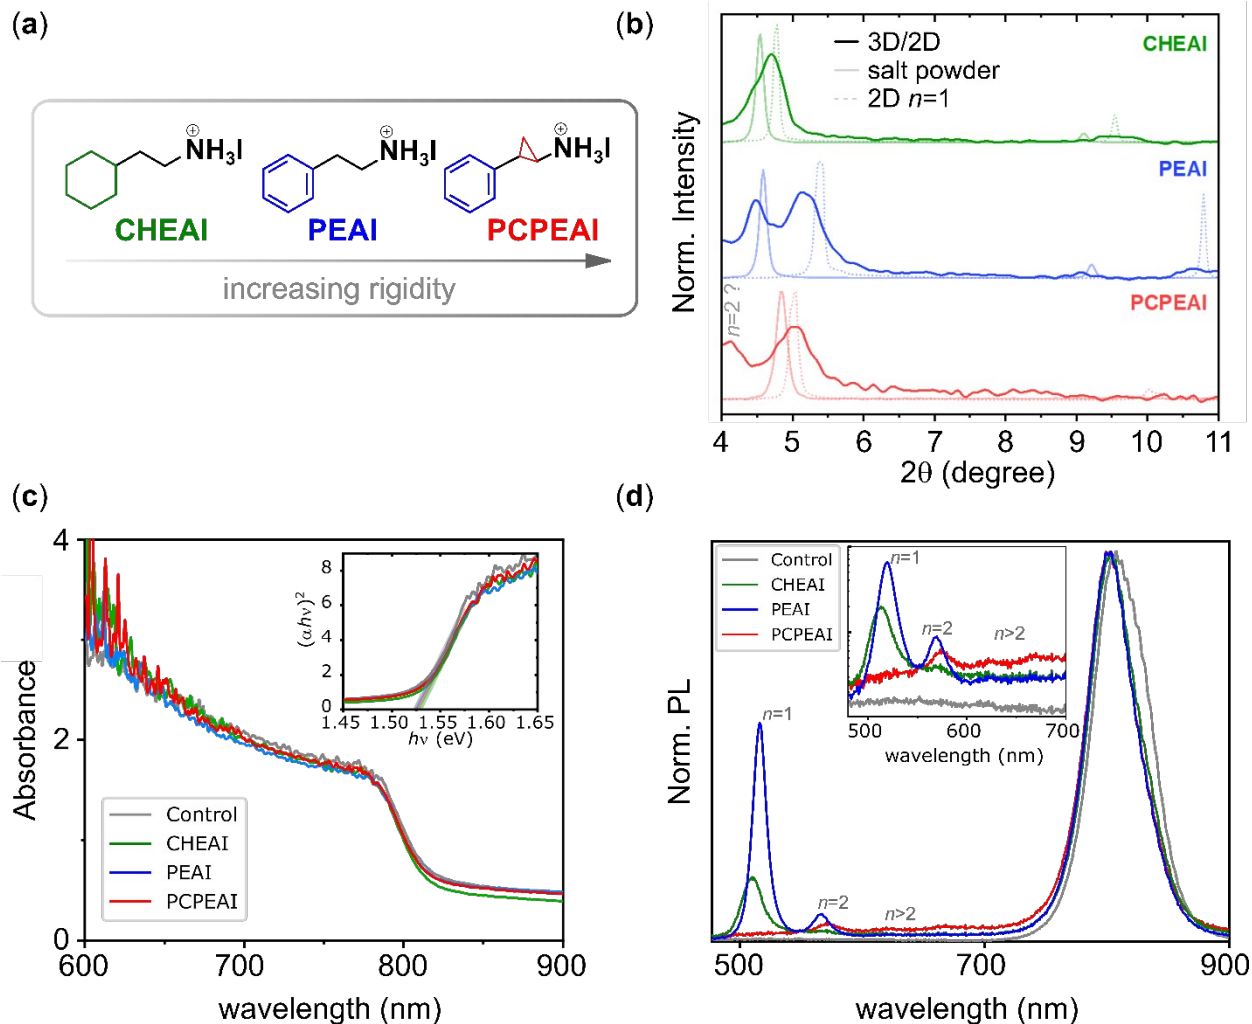 (a)
⊕
NH3I
⊕
NH3I
⊕
NH3I
CHEAI
PEAI
PCPEAI
increasing rigidity
(b)
3D/2D
salt powder
2D n=1
CHEAI
PEAI
PCPEAI
n=2 ?
Norm. Intensity
4
5
6
7
8
9
10
11
2θ (degree)
(c)
Absorbance
4
2
0
600
700
800
900
wavelength (nm)
Control
CHEAI
PEAI
PCPEAI
(αhν)²
8
6
4
2
0
1.45
1.50
1.55
1.60
1.65
hν (eV)
(d)
Norm. PL
Control
CHEAI
PEAI
PCPEAI
n=1
n=2
n>2
500
600
700
wavelength (nm)
n=1
n=2
n>2
500
700
900
wavelength (nm)